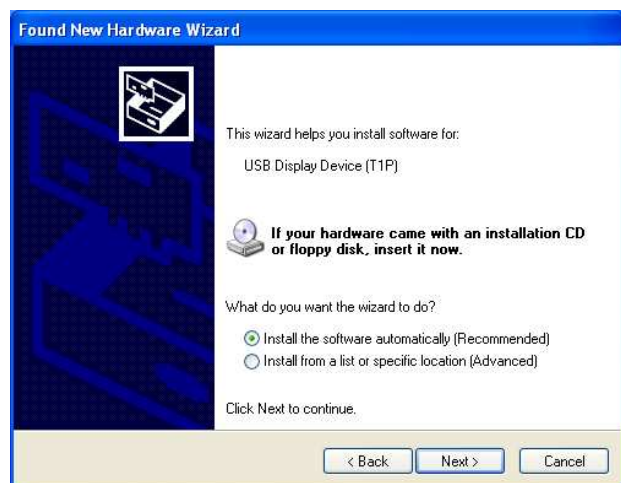 Found New Hardware Wizard
This wizard helps you install software for:
USB Display Device (T1P)
If your hardware came with an installation CD
or floppy disk, insert it now.
What do you want the wizard to do?
Install the software automatically (Recommended)
Install from a list or specific location (Advanced)
Click Next to continue.
< Back Next > Cancel